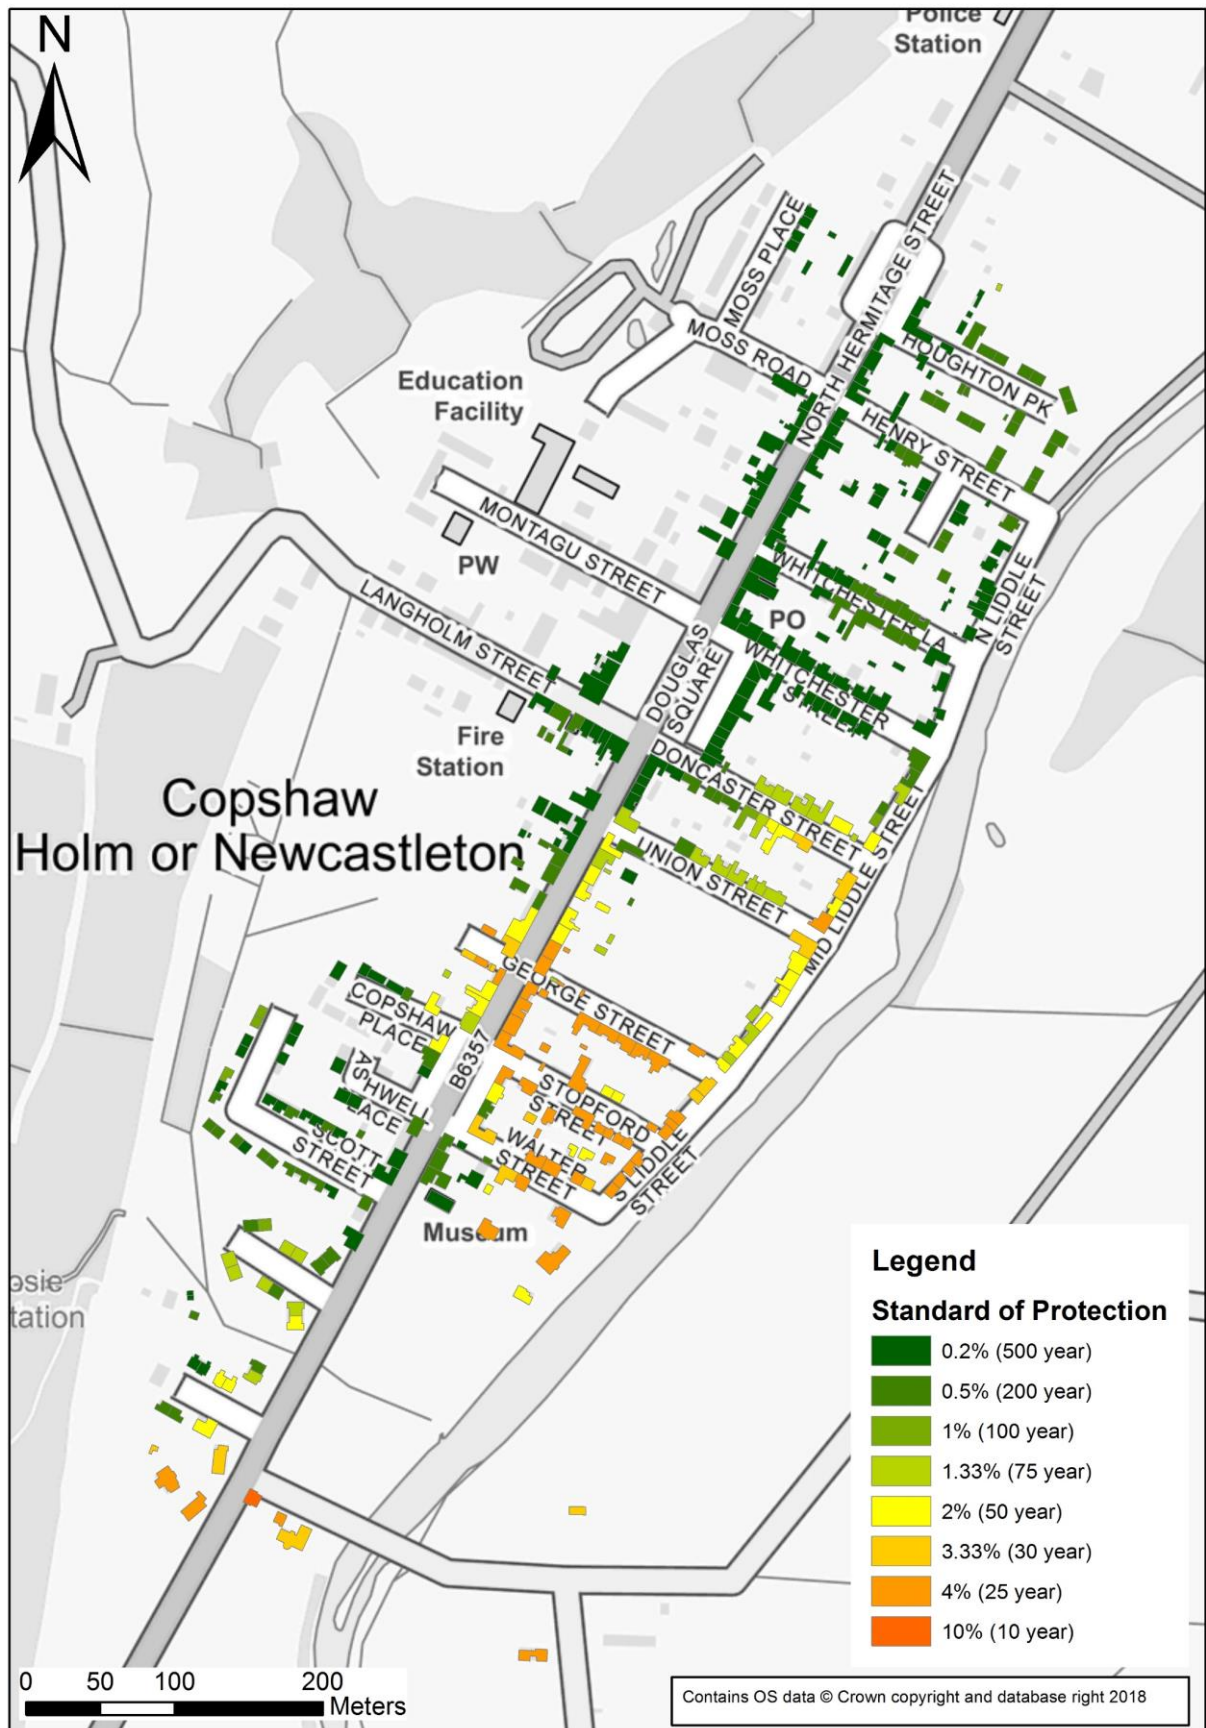 N
Police
Station
MOSS PLACE
NORTH HERMITAGE STREET
MOSS ROAD
HOUGHTON PK
Education
Facility
HENRY STREET
MONTAGU STREET
PW
WHITCHESTER LA
N LIDDLE
STREET
LANGHOLM STREET
PO
DOUGLAS
SQUARE
WHITCHESTER
STREET
Fire
Station
DONCASTER STREET
Copshaw
Holm or Newcastleton
UNION STREET
MID LIDDLE STREET
GEORGE STREET
COPSHAW
PLACE
B6357
ASHWELL
PLACE
STOPFORD
STREET
SCOTT
STREET
WALTER
STREET
S LIDDLE
STREET
Museum
osie
tation
Legend
Standard of Protection
0.2% (500 year)
0.5% (200 year)
1% (100 year)
1.33% (75 year)
2% (50 year)
3.33% (30 year)
4% (25 year)
10% (10 year)
0 50 100 200
Meters
Contains OS data © Crown copyright and database right 2018